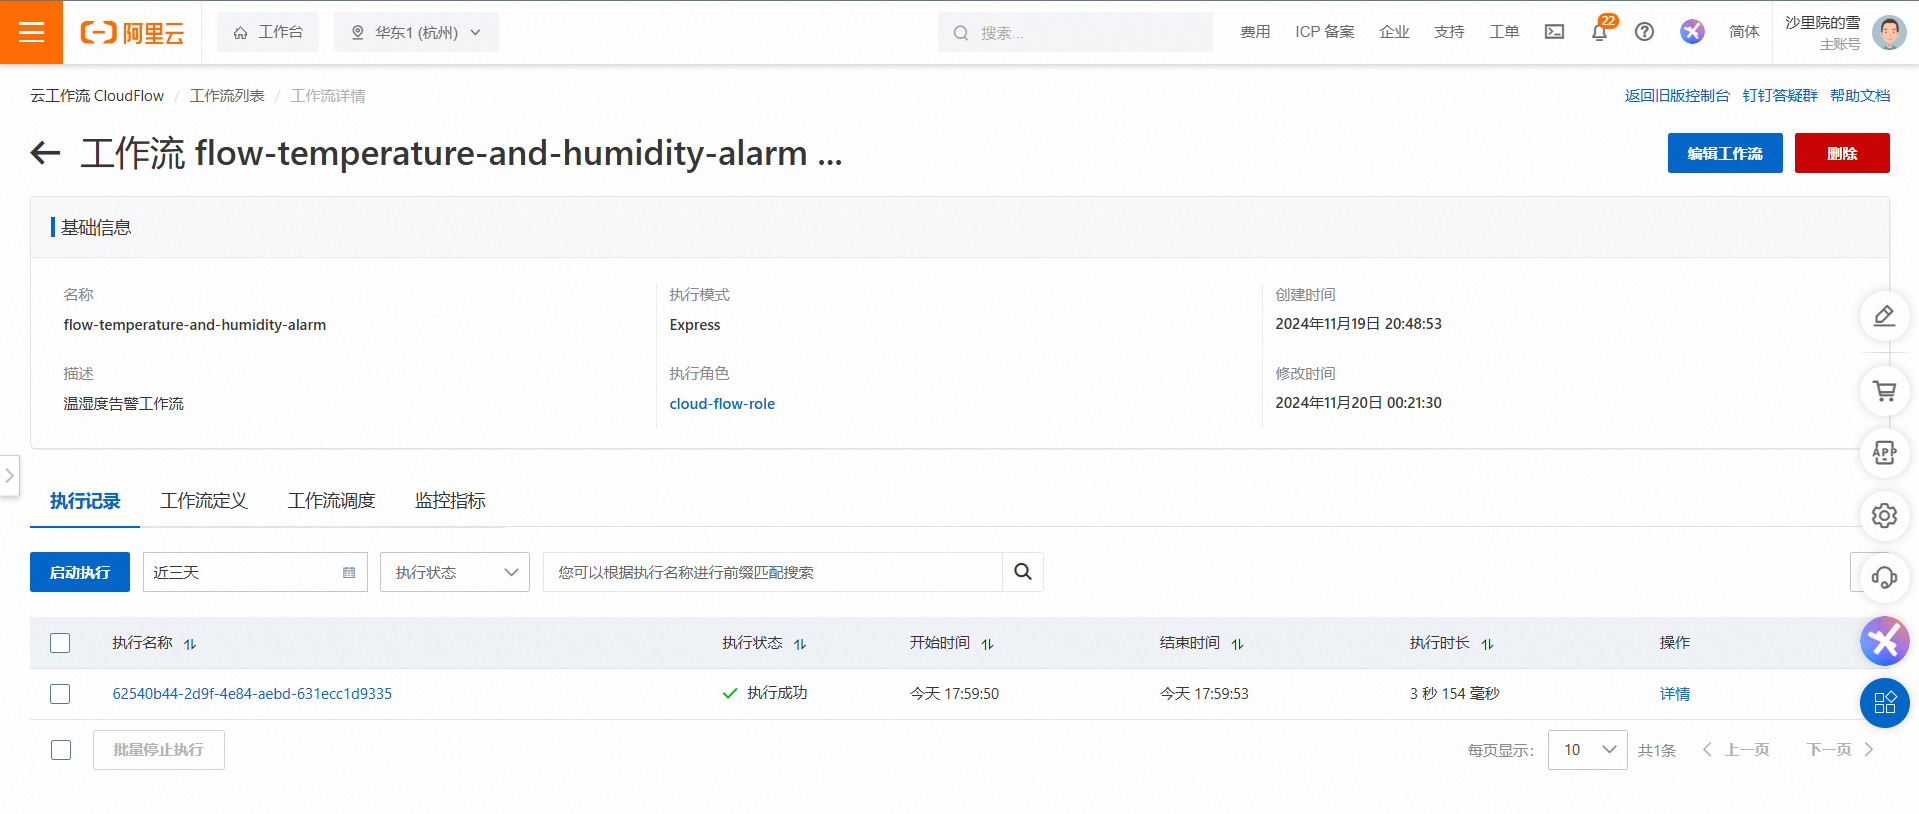 阿里云
工作台
华东1 (杭州)
搜索...
费用
ICP 备案
企业
支持
工单
22
简体
沙里院的雪
主账号
云工作流 CloudFlow / 工作流列表 / 工作流详情
返回旧版控制台 钉钉答疑群 帮助文档
工作流 flow-temperature-and-humidity-alarm ...
编辑工作流
删除
基础信息
名称
flow-temperature-and-humidity-alarm
执行模式
Express
创建时间
2024年11月19日 20:48:53
描述
温湿度告警工作流
执行角色
cloud-flow-role
修改时间
2024年11月20日 00:21:30
APP
执行记录 工作流定义 工作流调度 监控指标
启动执行
近三天
执行状态
您可以根据执行名称进行前缀匹配搜索
执行名称 执行状态 开始时间 结束时间 执行时长 操作
62540b44-2d9f-4e84-aebd-631ecc1d9335 执行成功 今天 17:59:50 今天 17:59:53 3 秒 154 毫秒 详情
批量停止执行
每页显示: 10 共1条 上一页 下一页